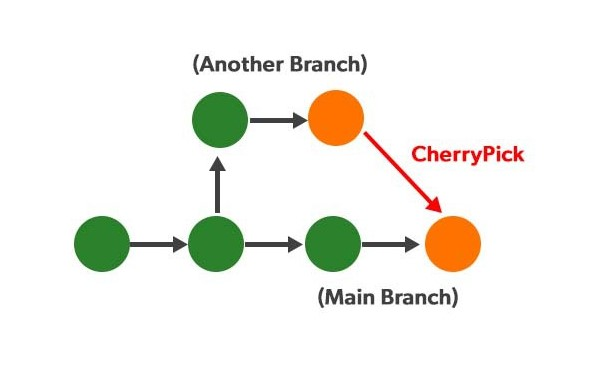 (Another Branch)
CherryPick
(Main Branch)